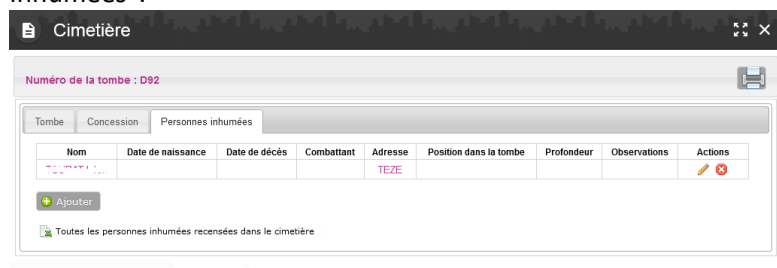 Cimetière
Numéro de la tombe : D92
Tombe Concession Personnes inhumées
Nom Date de naissance Date de décès Combattant Adresse Position dans la tombe Profondeur Observations Actions
TEZE
Ajouter
Toutes les personnes inhumées recensées dans le cimetière